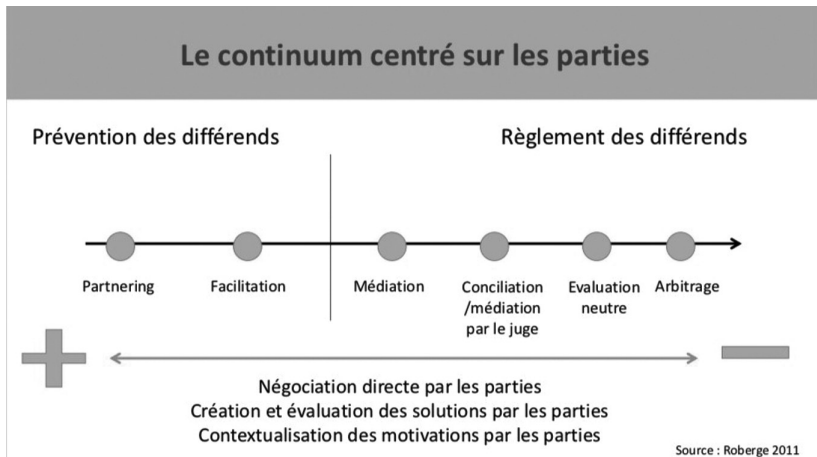 Le continuum centré sur les parties
Prévention des différends
Règlement des différends
Partnering
Facilitation
Médiation
Conciliation
/médiation
par le juge
Evaluation
neutre
Arbitrage
Négociation directe par les parties
Création et évaluation des solutions par les parties
Contextualisation des motivations par les parties
Source : Roberge 2011